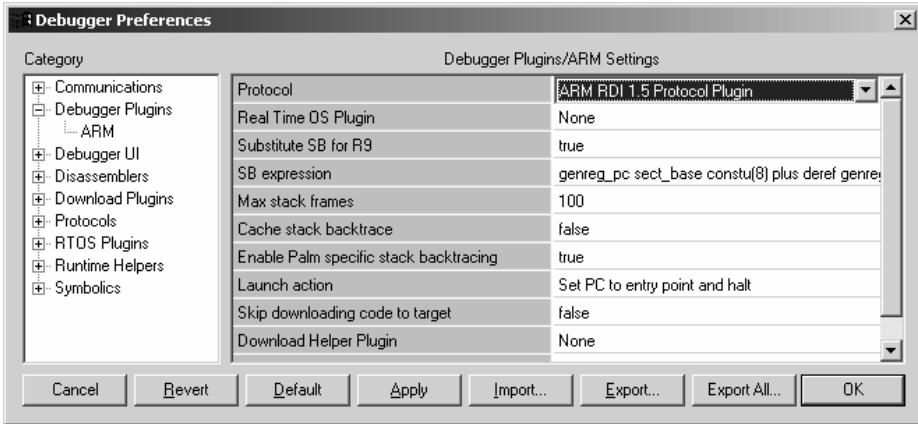 Debugger Preferences
Category
Debugger Plugins/ARM Settings
Communications
Debugger Plugins
ARM
Debugger UI
Disassemblers
Download Plugins
Protocols
RTOS Plugins
Runtime Helpers
Symbolics
Protocol ARM RDI 1.5 Protocol Plugin
Real Time OS Plugin None
Substitute SB for R9 true
SB expression genreg_pc sect_base constu(8) plus deref genre
Max stack frames 100
Cache stack backtrace false
Enable Palm specific stack backtracing true
Launch action Set PC to entry point and halt
Skip downloading code to target false
Download Helper Plugin None
Cancel Revert Default Apply Import... Export... Export All... OK